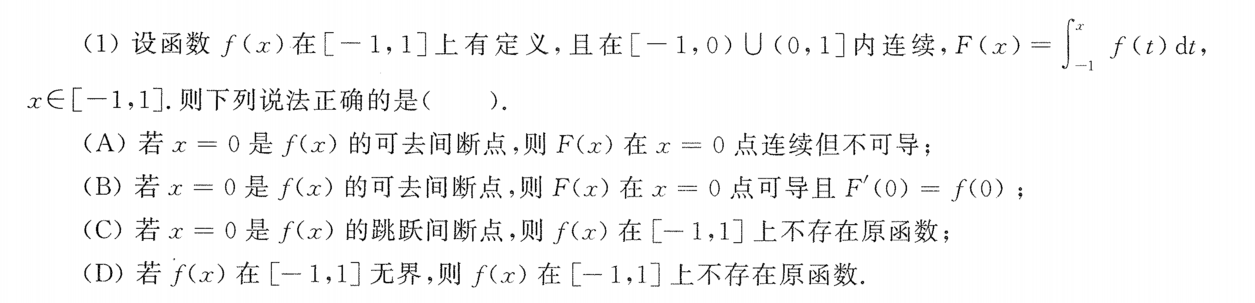 (1) 设函数 f(x)在[-1,1]上有定义,且在[-1,0)∪(0,1]内连续,F(x)=∫_{-1}^{x} f(t)dt,
x∈[-1,1].则下列说法正确的是(  ).
(A) 若 x=0 是 f(x) 的可去间断点,则 F(x) 在 x=0 点连续但不可导;
(B) 若 x=0 是 f(x) 的可去间断点,则 F(x) 在 x=0 点可导且 F′(0)=f(0);
(C) 若 x=0 是 f(x) 的跳跃间断点,则 f(x) 在[-1,1]上不存在原函数;
(D) 若 f(x) 在[-1,1]无界,则 f(x) 在[-1,1]上不存在原函数.